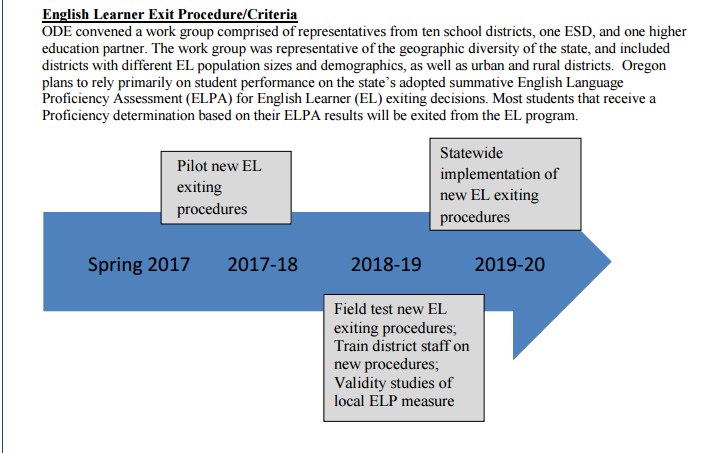 English Learner Exit Procedure/Criteria
ODE convened a work group comprised of representatives from ten school districts, one ESD, and one higher
education partner. The work group was representative of the geographic diversity of the state, and included
districts with different EL population sizes and demographics, as well as urban and rural districts.  Oregon
plans to rely primarily on student performance on the state's adopted summative English Language
Proficiency Assessment (ELPA) for English Learner (EL) exiting decisions. Most students that receive a
Proficiency determination based on their ELPA results will be exited from the EL program.
Pilot new EL
exiting
procedures
Statewide
implementation of
new EL exiting
procedures
Spring 2017 2017-18 2018-19 2019-20
Field test new EL
exiting procedures;
Train district staff on
new procedures;
Validity studies of
local ELP measure